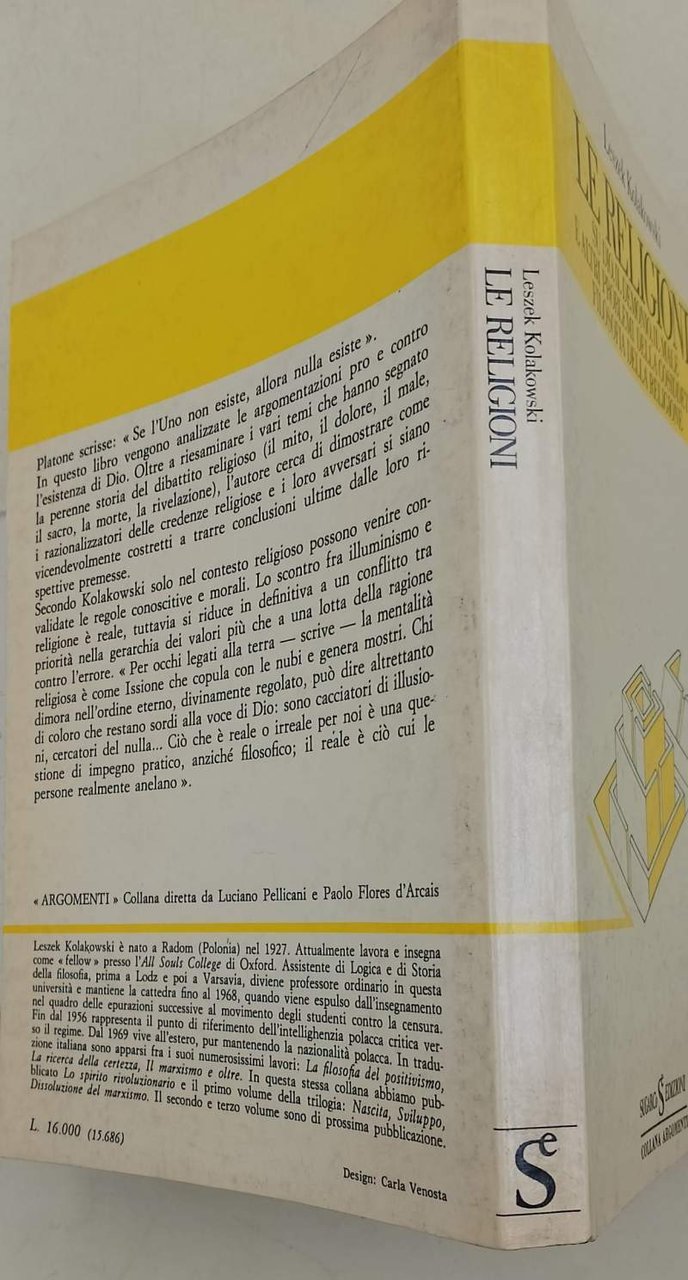 Platone scrisse: « Se l'Uno non esiste, allora nulla esiste ».
In questo libro vengono analizzate le argomentazioni pro e contro
l'esistenza di Dio. Oltre a riesaminare i vari temi che hanno segnato
la perenne storia del dibattito religioso (il mito, il dolore, il male,
il sacro, la morte, la rivelazione), l'autore cerca di dimostrare come
i razionalizzatori delle credenze religiose e i loro avversari si siano
vicendevolmente costretti a trarre conclusioni ultime dalle loro ri-
spettive premesse.
Secondo Kolakowski solo nel contesto religioso possono venire con-
validate le regole conoscitive e morali. Lo scontro fra illuminismo e
religione è reale, tuttavia si riduce in definitiva a un conflitto tra
priorità nella gerarchia dei valori più che a una lotta della ragione
contro l'errore. « Per occhi legati alla terra — scrive — la mentalità
religiosa è come Issione che copula con le nubi e genera mostri. Chi
dimora nell'ordine eterno, divinamente regolato, può dire altrettanto
di coloro che restano sordi alla voce di Dio: sono cacciatori di illusio-
ni, cercatori del nulla... Ciò che è reale o irreale per noi è una que-
stione di impegno pratico, anziché filosofico; il reale è ciò cui le
persone realmente anelano ».
« ARGOMENTI » Collana diretta da Luciano Pellicani e Paolo Flores d'Arcais
Leszek Kolakowski è nato a Radom (Polonia) nel 1927. Attualmente lavora e insegna
come « fellow » presso l'All Souls College di Oxford. Assistente di Logica e di Storia
della filosofia, prima a Lodz e poi a Varsavia, diviene professore ordinario in questa
università e mantiene la cattedra fino al 1968, quando viene espulso dall'insegnamento
nel quadro delle epurazioni successive al movimento degli studenti contro la censura.
Fin dal 1956 rappresenta il punto di riferimento dell'intellighenzia polacca critica ver-
so il regime. Dal 1969 vive all'estero, pur mantenendo la nazionalità polacca. In tradu-
zione italiana sono apparsi fra i suoi numerosissimi lavori: La filosofia del positivismo,
La ricerca della certezza, Il marxismo e oltre. In questa stessa collana abbiamo pub-
blicato Lo spirito rivoluzionario e il primo volume della trilogia: Nascita, Sviluppo,
Dissoluzione del marxismo. Il secondo e terzo volume sono di prossima pubblicazione.
L. 16.000 (15.686)
Design: Carla Venosta
Leszek Kolakowski
LE RELIGIONI
Se
Leszek Kolakowski
LE RELIGIONI
SUGARCO Se EDIZIONI
COLLANA ARGOMENTI